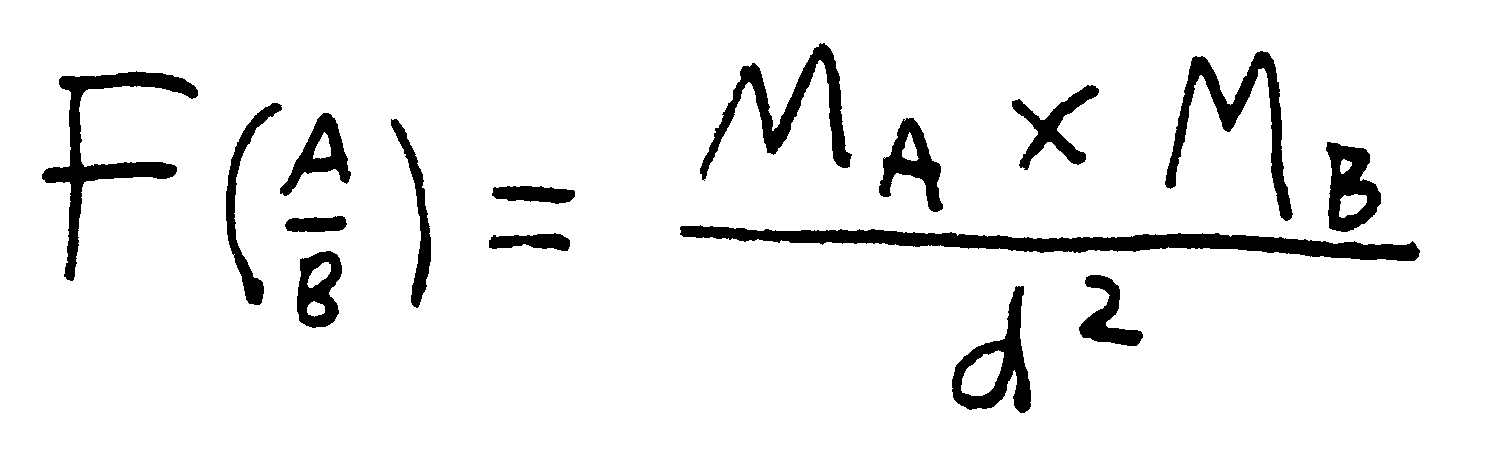 F(A/B) = M_A × M_B / d²